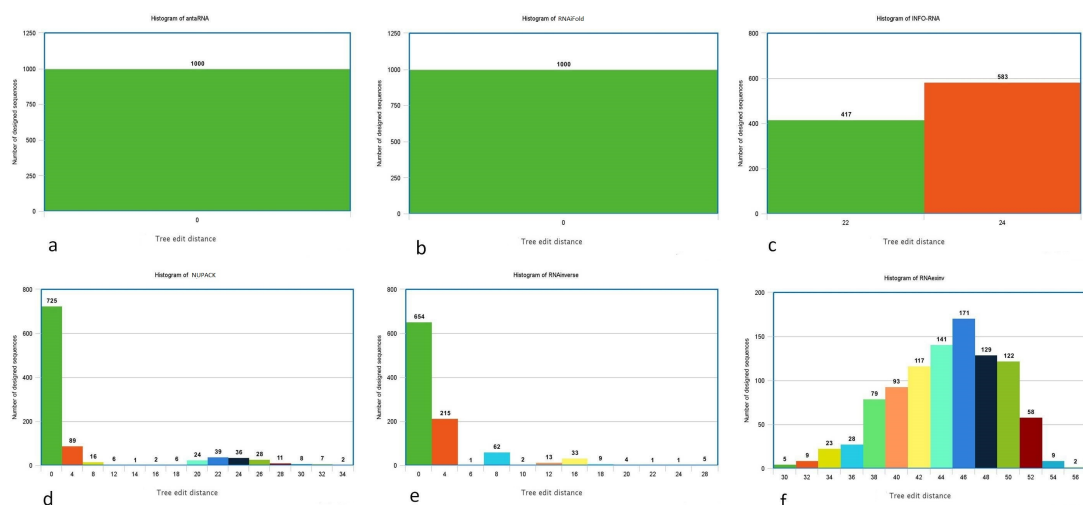 Histogram of antaRNA
Number of designed sequences
1250
1000
750
500
250
0
1000
0
Tree edit distance
a
Histogram of RNAiFold
Number of designed sequences
1250
1000
750
500
250
0
1000
0
Tree edit distance
b
Histogram of INFO-RNA
Number of designed sequences
800
600
400
200
0
417
583
22 24
Tree edit distance
c
Histogram of NUPACK
Number of designed sequences
800
600
400
200
0
725 89 16 6 1 2 6 24 39 36 28 11 8 7 2
0 4 8 12 14 16 18 20 22 24 26 28 30 32 34
Tree edit distance
d
Histogram of RNAinverse
Number of designed sequences
800
600
400
200
0
654 215 1 62 2 13 33 9 4 1 1 5
0 4 6 8 10 12 16 18 20 22 24 28
Tree edit distance
e
Histogram of RNAexinv
Number of designed sequences
200
150
100
50
0
5 9 23 28 79 93 117 141 171 129 122 58 9 2
30 32 34 36 38 40 42 44 46 48 50 52 54 56
Tree edit distance
f